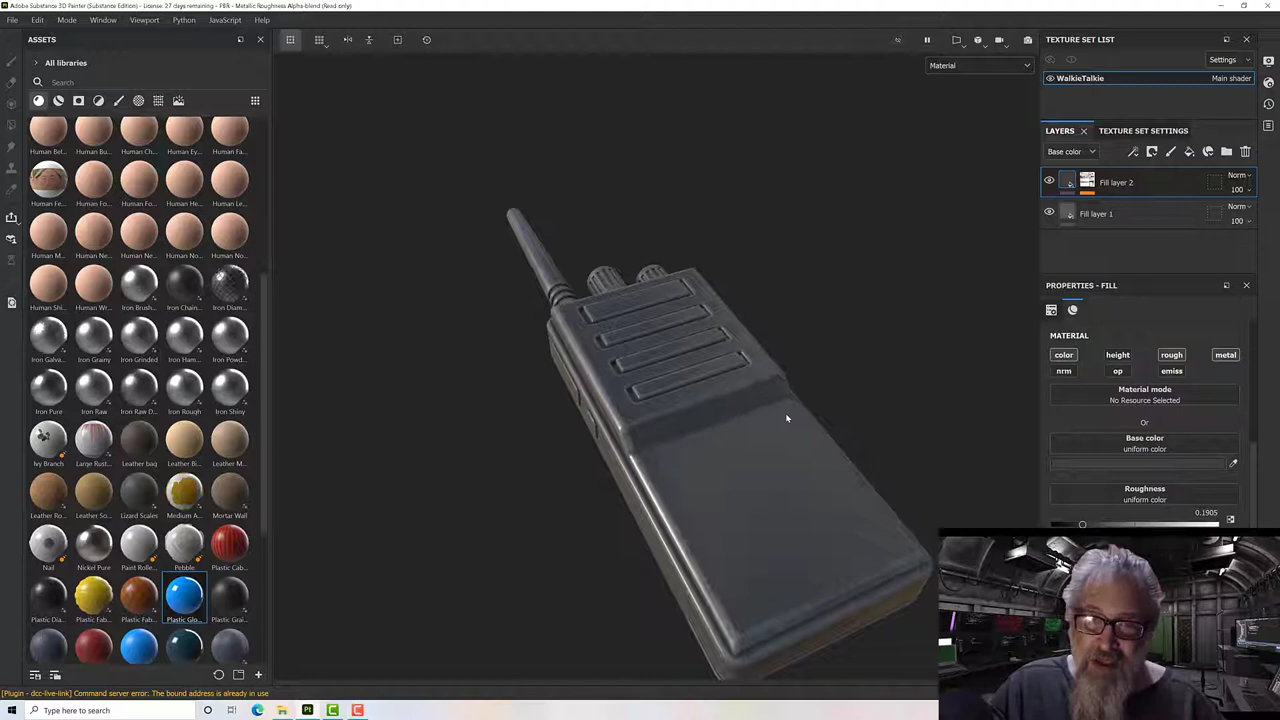 Adobe Substance 3D Painter (Substance Edition) - License: 27 days remaining - PBR - Metallic Roughness Alpha-blend (Read only)
File Edit Mode Window Viewport Python JavaScript Help
ASSETS
All libraries
Search
Human Bel... Human Bu... Human Ch... Human Ey... Human Fa...
Human Fe... Human Fo... Human Fo... Human Fo... Human Le...
Human M... Human Ne... Human Ne... Human No... Human No...
Human Shi... Human Wr... Iron Brush... Iron Chain... Iron Diam...
Iron Galva... Iron Grainy Iron Grinded Iron Ham... Iron Powd...
Iron Pure Iron Raw Iron Raw D... Iron Rough Iron Shiny
Ivy Branch Large Rust... Leather bag Leather Bi... Leather M...
Leather Ro... Leather So... Lizard Scales Medium A... Mortar Wall
Nail Nickel Pure Paint Rolle... Pebble Plastic Cab...
Plastic Dia... Plastic Fab... Plastic Fab... Plastic Glo... Plastic Grai...
[Plugin - dcc-live-link] Command server error: The bound address is already in use
Type here to search
Material
TEXTURE SET LIST
Settings
WalkieTalkie Main shader
LAYERS TEXTURE SET SETTINGS
Base color
Fill layer 2 Norm
100
Fill layer 1 Norm
100
PROPERTIES - FILL
MATERIAL
color height rough metal
nrm op emiss
Material mode
No Resource Selected
Or
Base color
uniform color
Roughness
uniform color
0.1905